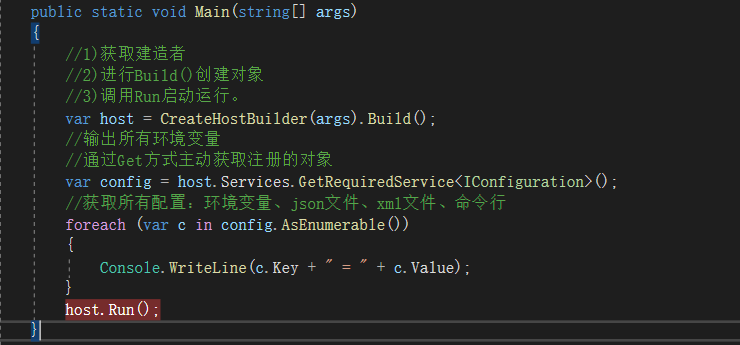 public static void Main(string[] args)
{
//1)获取建造者
//2)进行Build()创建对象
//3)调用Run启动运行。
var host = CreateHostBuilder(args).Build();
//输出所有环境变量
//通过Get方式主动获取注册的对象
var config = host.Services.GetRequiredService<IConfiguration>();
//获取所有配置：环境变量、json文件、xml文件、命令行
foreach (var c in config.AsEnumerable())
{
Console.WriteLine(c.Key + " = " + c.Value);
}
host.Run();
}